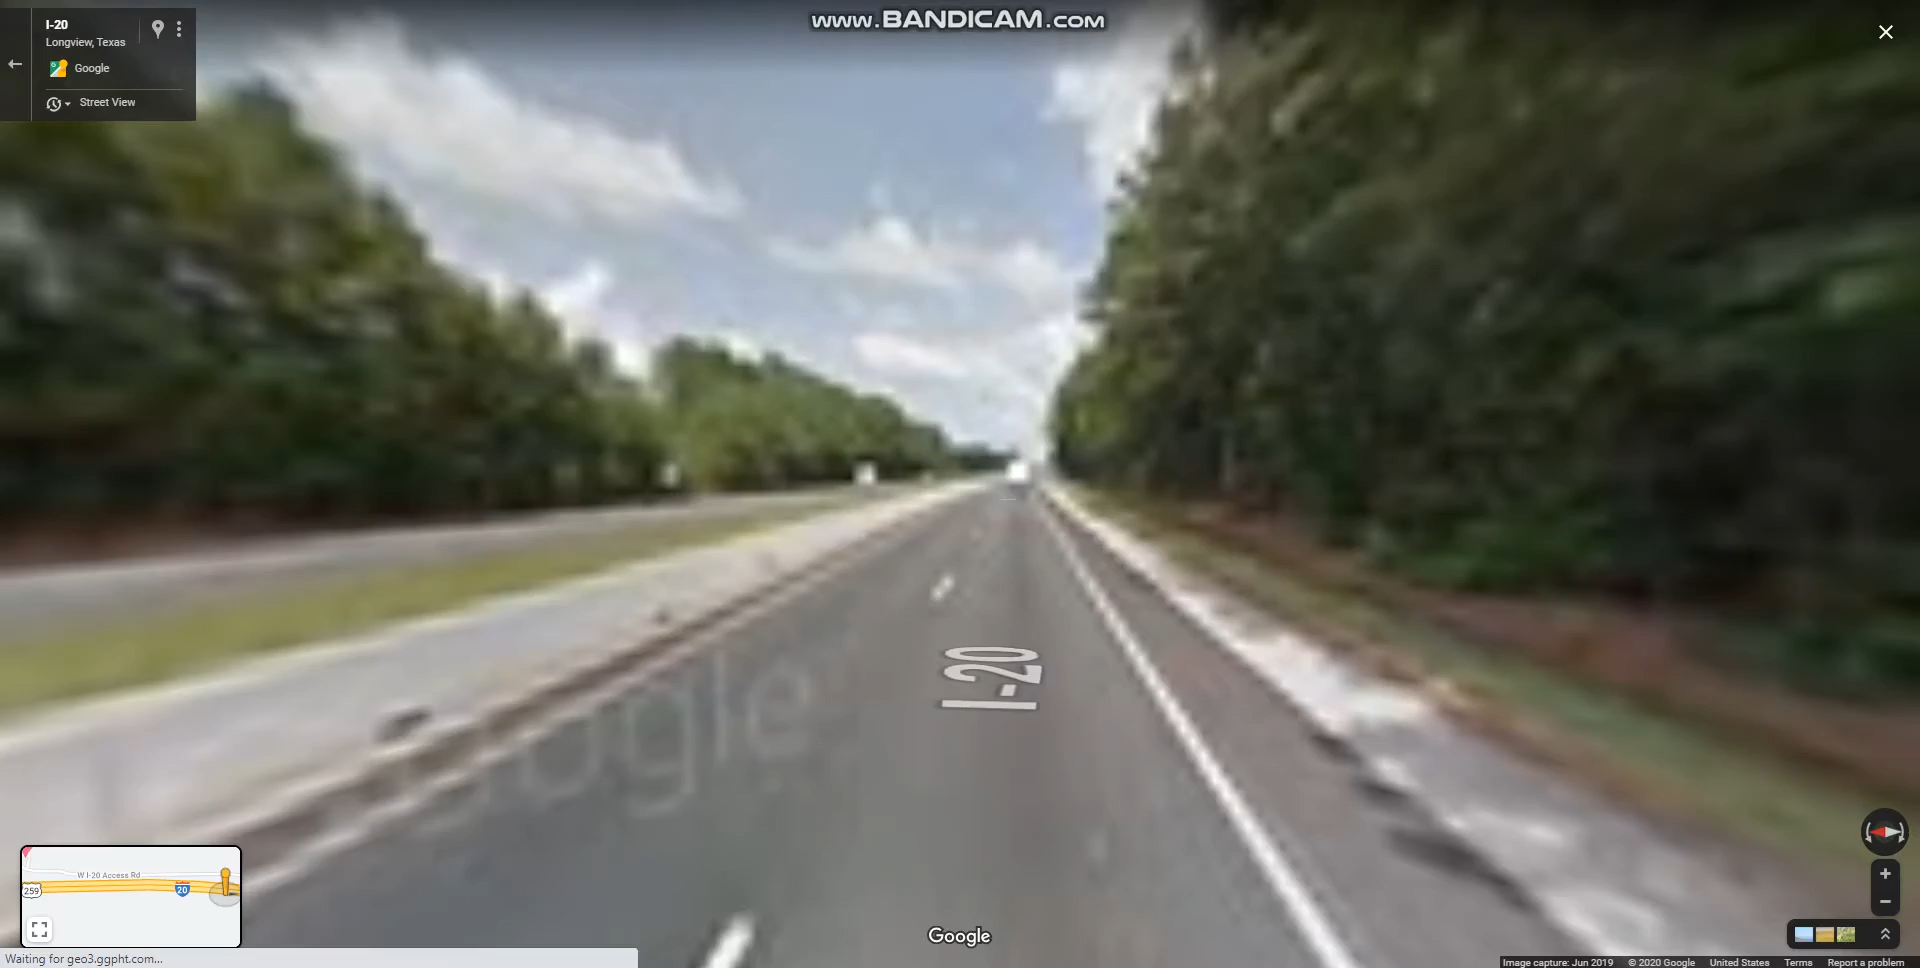 www.BANDICAM.com
I-20
Longview, Texas
Google
Street View
I-20
Google
W I-20 Access Rd
259
20
Google
Waiting for geo3.ggpht.com...
Image capture: Jun 2019 © 2020 Google United States Terms Report a problem